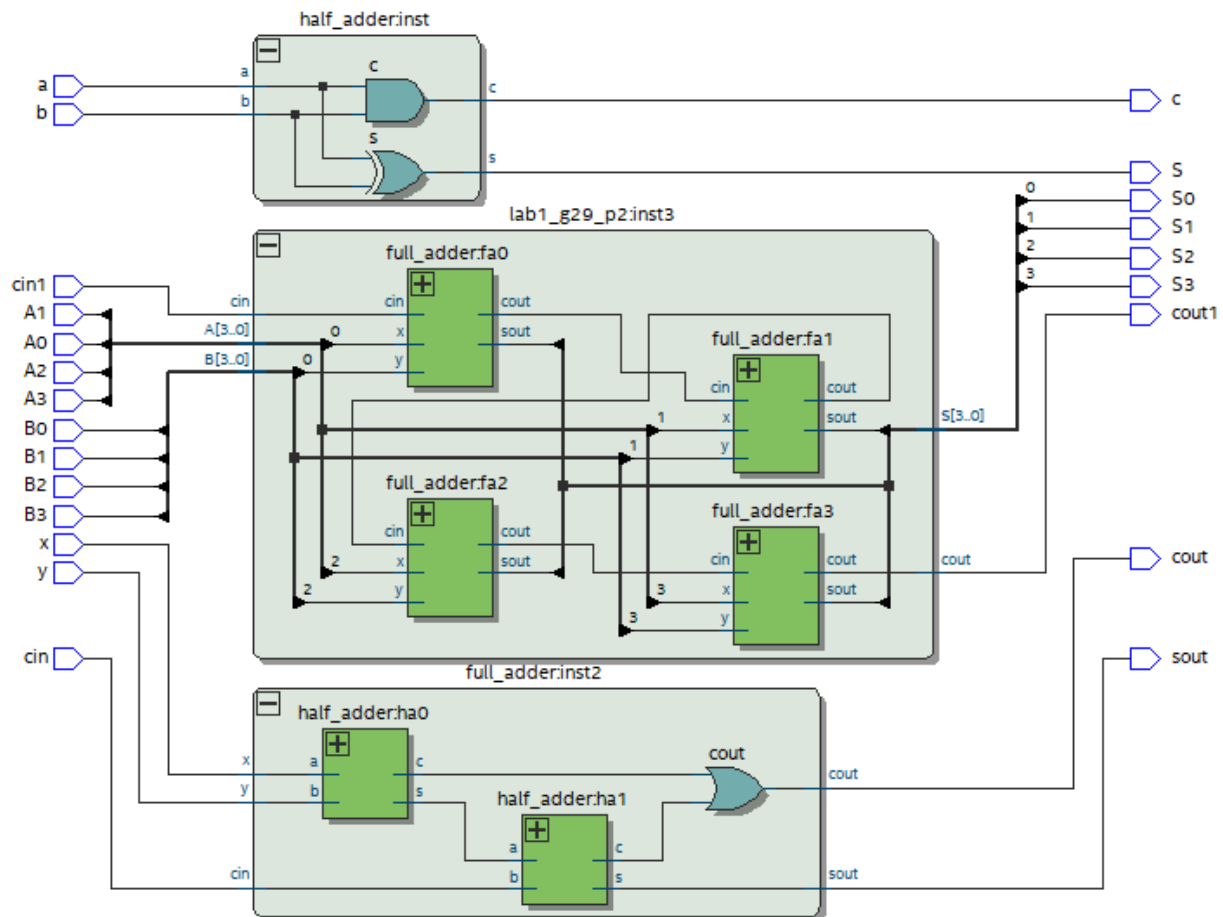 half_adder:inst
a
b
a
b
c
s
c
s
c
S
lab1_g29_p2:inst3
0
1
2
3
S0
S1
S2
S3
cin1
A1
A0
A2
A3
B0
B1
B2
B3
x
y
cin
A[3..0]
B[3..0]
0
0
full_adder:fa0
cin
x
y
cout
sout
full_adder:fa1
1
1
cin
x
y
cout
sout
S[3..0]
cout1
full_adder:fa2
2
2
cin
x
y
cout
sout
full_adder:fa3
3
3
cin
x
y
cout
sout
cout
cout
cin
sout
full_adder:inst2
x
y
cin
half_adder:ha0
a
b
c
s
half_adder:ha1
a
b
c
s
cout
cout
sout